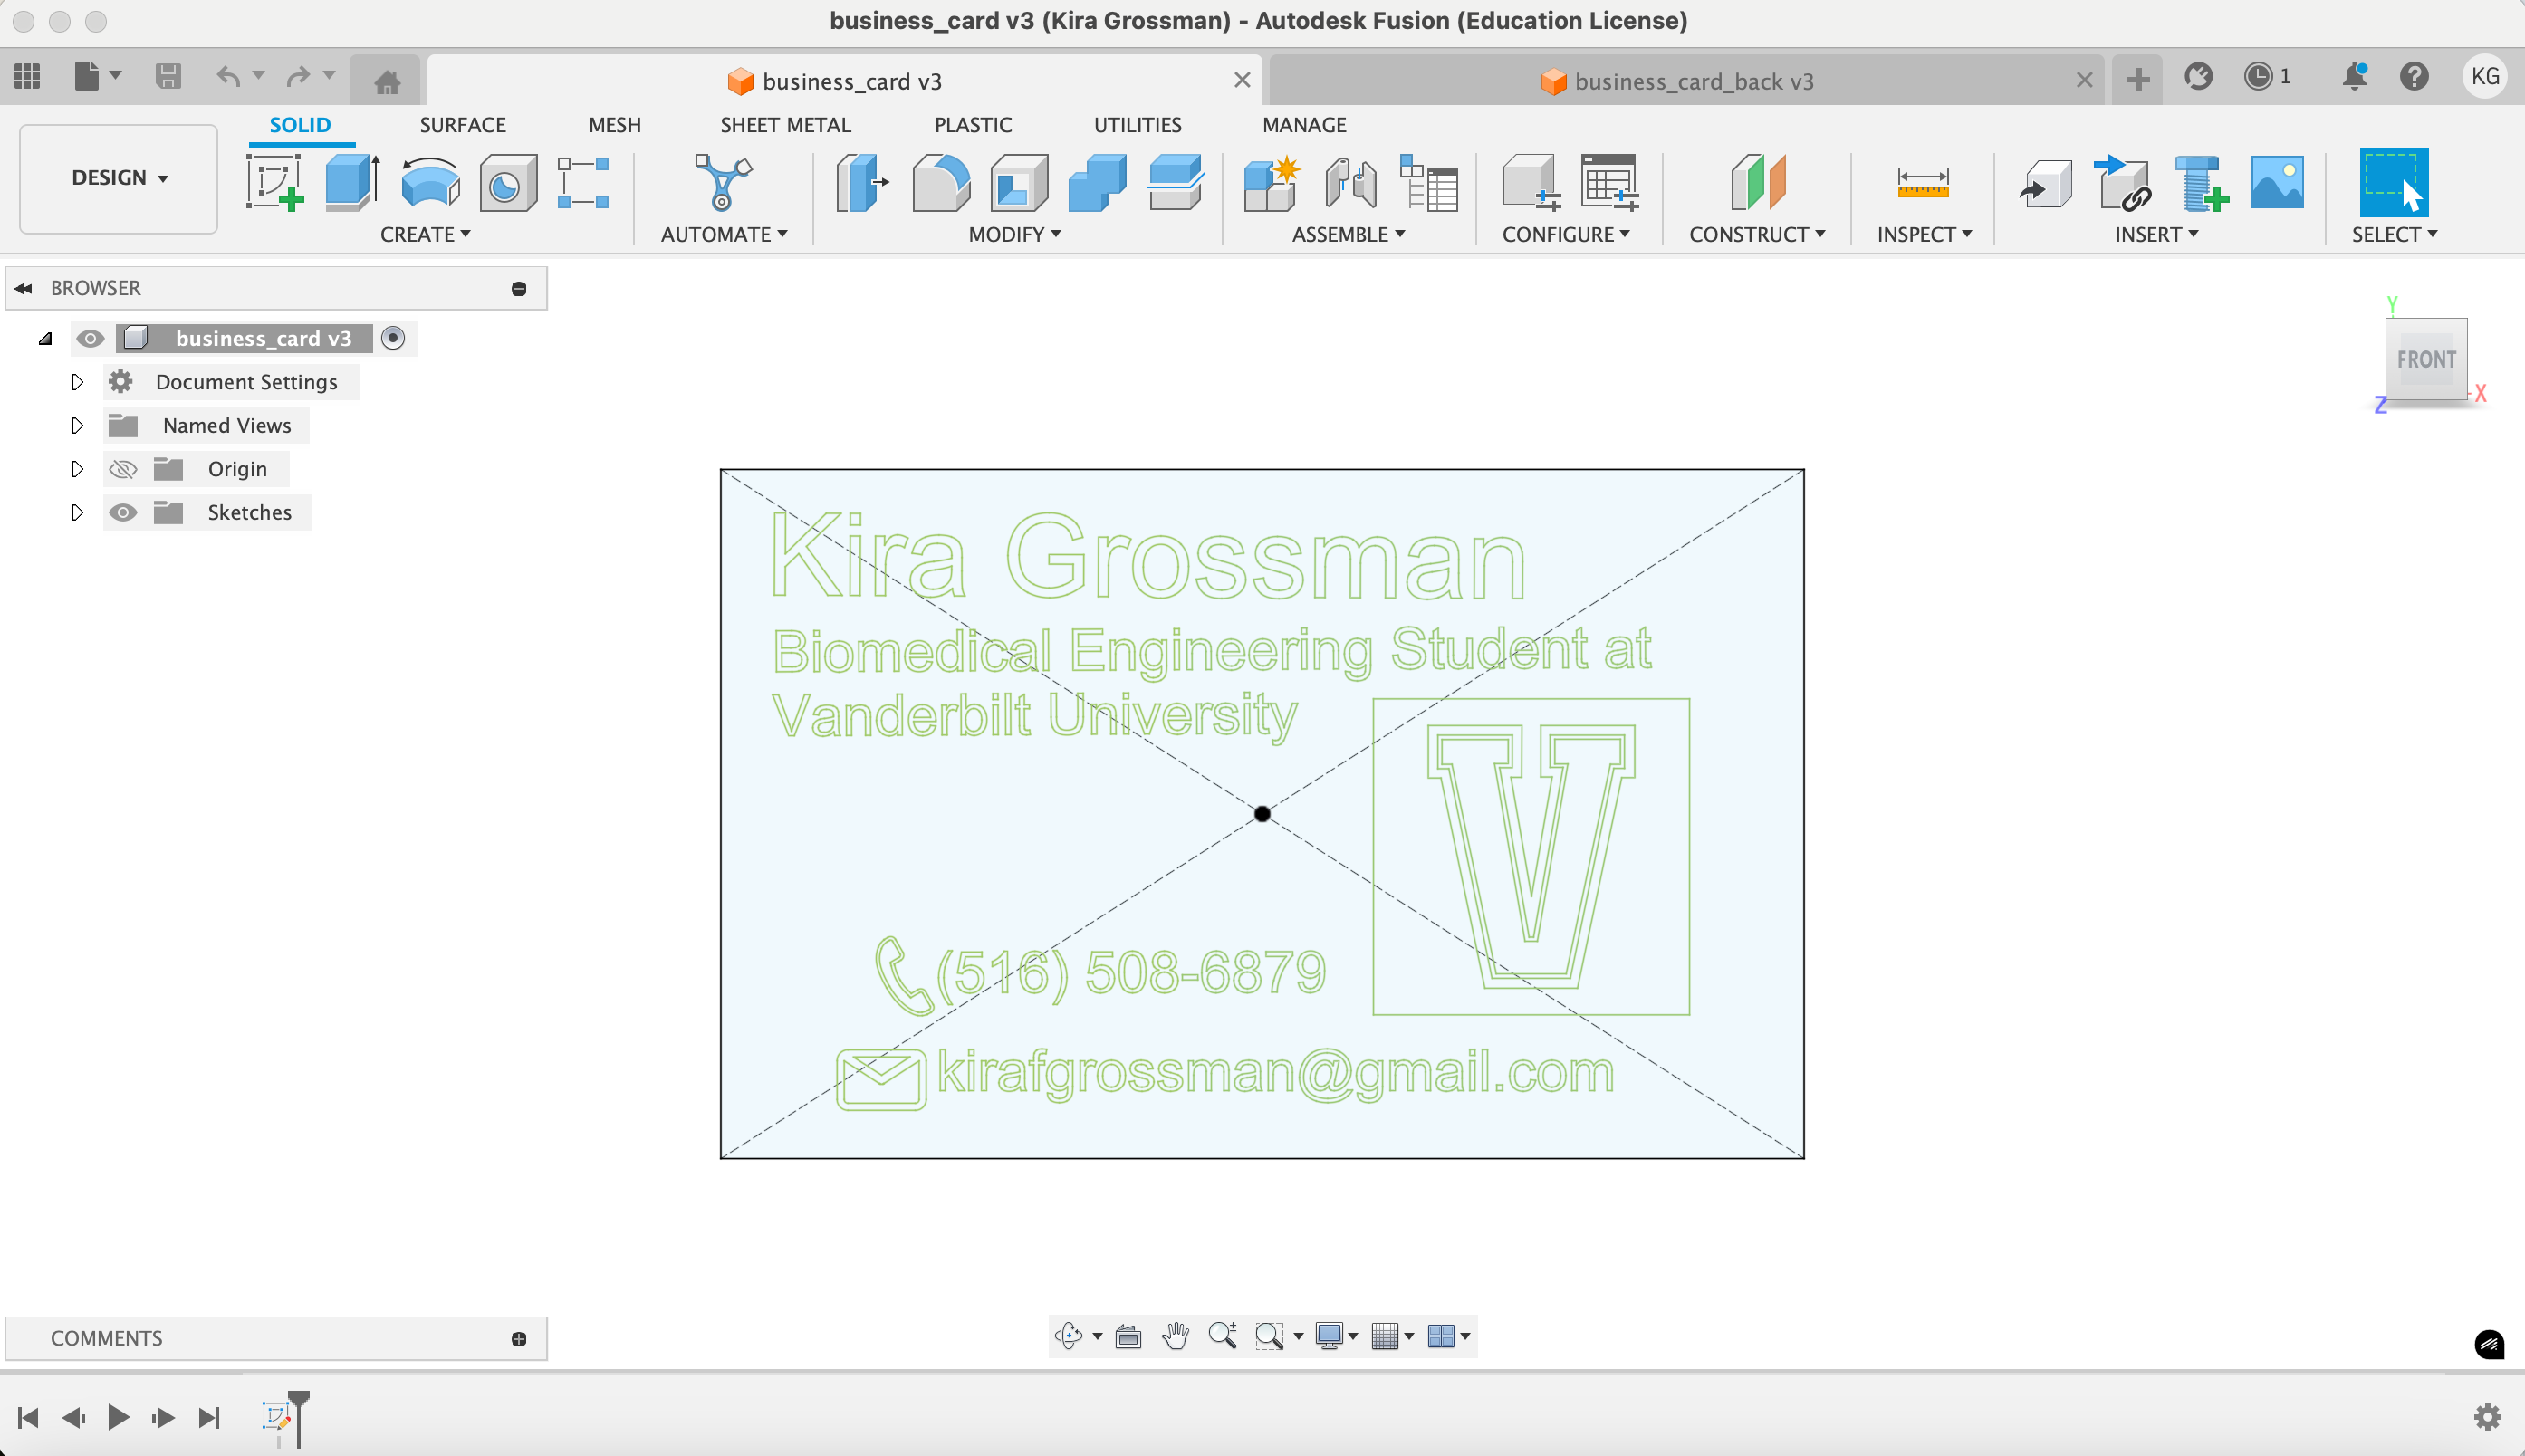 business_card v3 (Kira Grossman) - Autodesk Fusion (Education License)
business_card v3
business_card_back v3
1
KG
DESIGN
SOLID
SURFACE
MESH
SHEET METAL
PLASTIC
UTILITIES
MANAGE
CREATE
AUTOMATE
MODIFY
ASSEMBLE
CONFIGURE
CONSTRUCT
INSPECT
INSERT
SELECT
BROWSER
business_card v3
Document Settings
Named Views
Origin
Sketches
Y
FRONT
X
Z
Kira Grossman
Biomedical Engineering Student at
Vanderbilt University
V
(516) 508-6879
kirafgrossman@gmail.com
COMMENTS